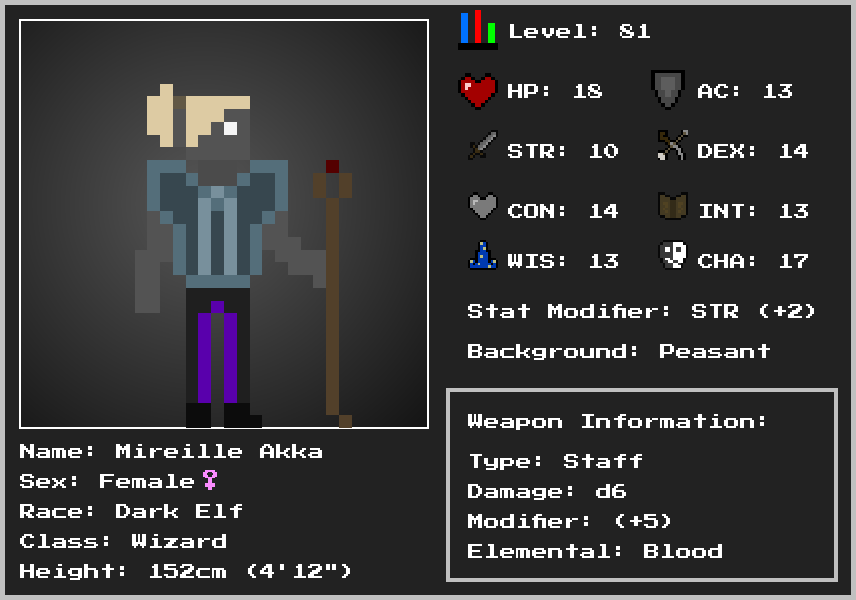 Level: 81
HP: 18 AC: 13
STR: 10 DEX: 14
CON: 14 INT: 13
WIS: 13 CHA: 17
Stat Modifier: STR (+2)
Background: Peasant
Weapon Information:
Type: Staff
Damage: d6
Modifier: (+5)
Elemental: Blood
Name: Mireille Akka
Sex: Female♀
Race: Dark Elf
Class: Wizard
Height: 152cm (4'12")